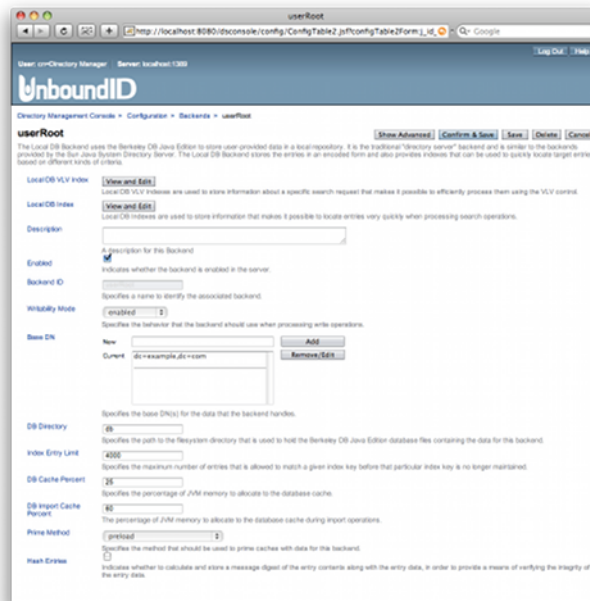 userRoot
http://localhost:8080/dsconsole/config/ConfigTable2.jsf?configTable2Form:j_id_
Google
Log Out Help
User: cn=Directory Manager Server: localhost:1389
UnboundID
Directory Management Console > Configuration > Backends > userRoot
userRoot
Show Advanced Confirm & Save Save Delete Cancel
The Local DB Backend uses the Berkeley DB Java Edition to store user-provided data in a local repository. It is the traditional "directory server" backend and is similar to the backends
provided by the Sun Java System Directory Server. The Local DB Backend stores the entries in an encoded form and also provides indexes that can be used to quickly locate target entries
based on different kinds of criteria.
Local DB VLV Index View and Edit
Local DB VLV indexes are used to store information about a specific search request that makes it possible to efficiently process them using the VLV control.
Local DB Index View and Edit
Local DB Indexes are used to store information that makes it possible to locate entries very quickly when processing search operations.
Description
A description for this Backend
Enabled
Indicates whether the backend is enabled in the server.
Backend ID userRoot
Specifies a name to identify the associated backend.
Writability Mode enabled
Specifies the behavior that the backend should use when processing write operations.
Base DN New Add
Current dc=example,dc=com Remove/Edit
Specifies the base DN(s) for the data that the backend handles.
DB Directory db
Specifies the path to the filesystem directory that is used to hold the Berkeley DB Java Edition database files containing the data for this backend.
Index Entry Limit 4000
Specifies the maximum number of entries that is allowed to match a given index key before that particular index key is no longer maintained.
DB Cache Percent 25
Specifies the percentage of JVM memory to allocate to the database cache.
DB Import Cache Percent 60
The percentage of JVM memory to allocate to the database cache during import operations.
Prime Method preload
Specifies the method that should be used to prime caches with data for this backend.
Hash Entries
Indicates whether to calculate and store a message digest of the entry contents along with the entry data, in order to provide a means of verifying the integrity of
the entry data.